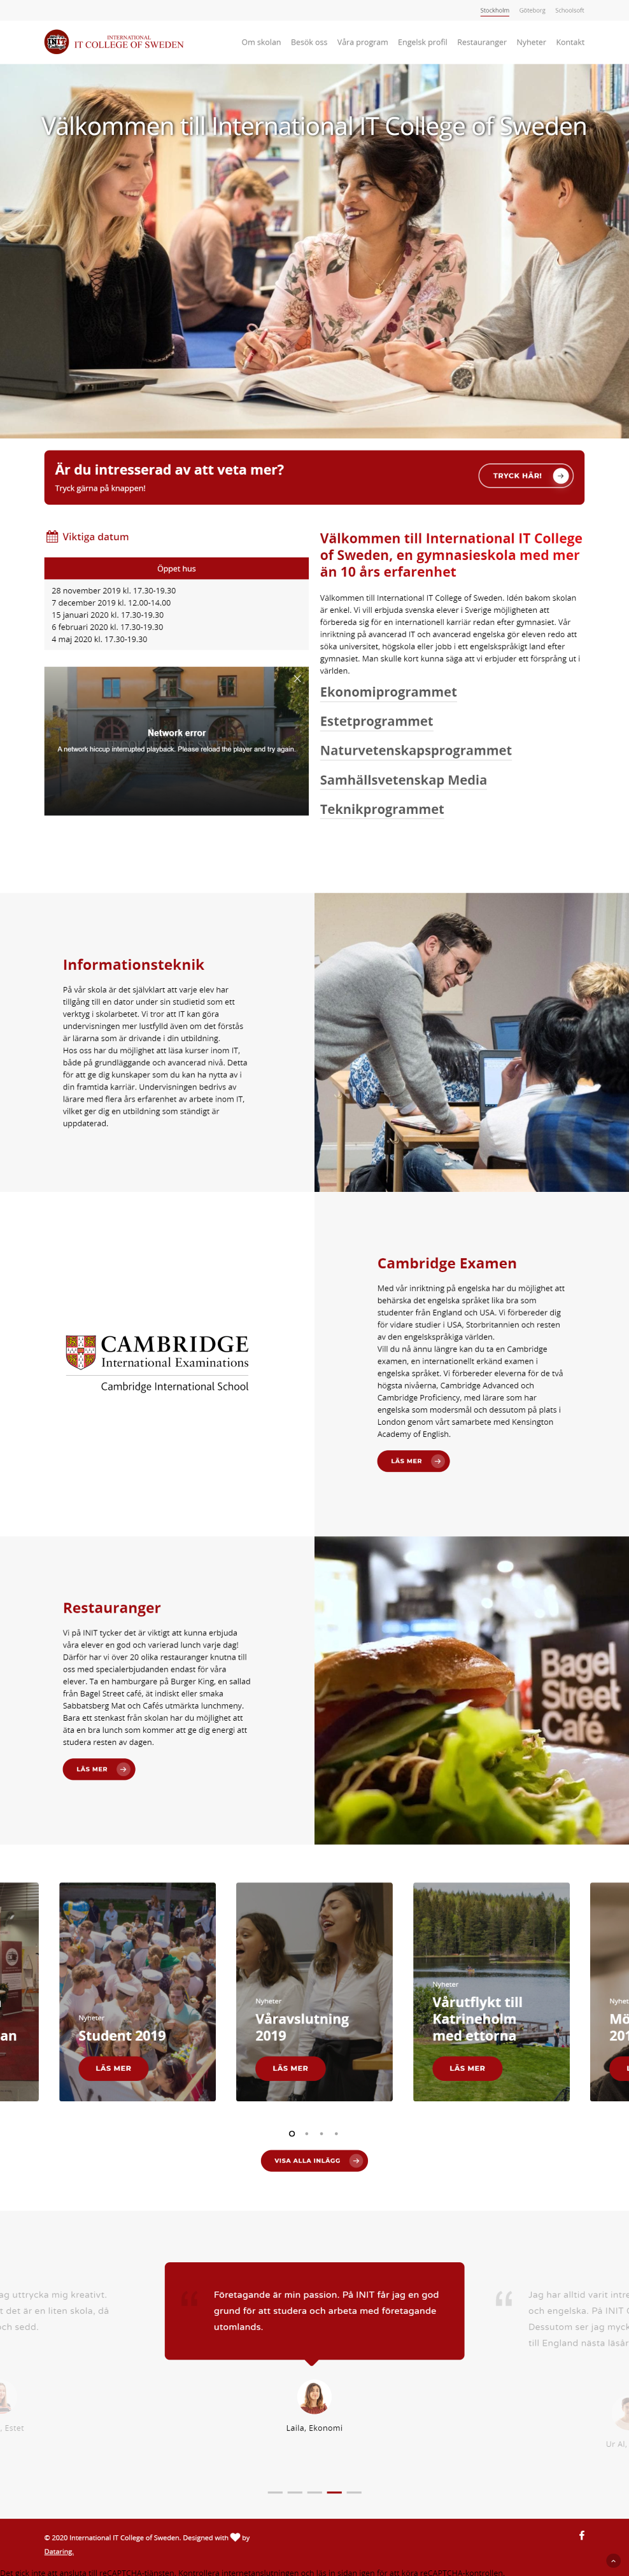 Stockholm Göteborg Schoolsoft
INIT
INTERNATIONAL
IT COLLEGE OF SWEDEN
Om skolan Besök oss Våra program Engelsk profil Restauranger Nyheter Kontakt
Välkommen till International IT College of Sweden
Är du intresserad av att veta mer?
Tryck gärna på knappen!
TRYCK HÄR!
Viktiga datum
Öppet hus
28 november 2019 kl. 17.30-19.30
7 december 2019 kl. 12.00-14.00
15 januari 2020 kl. 17.30-19.30
6 februari 2020 kl. 17.30-19.30
4 maj 2020 kl. 17.30-19.30
Network error
A network hiccup interrupted playback. Please reload the player and try again.
Välkommen till International IT College
of Sweden, en gymnasieskola med mer
än 10 års erfarenhet
Välkommen till International IT College of Sweden. Idén bakom skolan
är enkel. Vi vill erbjuda svenska elever i Sverige möjligheten att
förbereda sig för en internationell karriär redan efter gymnasiet. Vår
inriktning på avancerad IT och avancerad engelska gör eleven redo att
söka universitet, högskola eller jobb i ett engelskspråkigt land efter
gymnasiet. Man skulle kort kunna säga att vi erbjuder ett försprång ut i
världen.
Ekonomiprogrammet
Estetprogrammet
Naturvetenskapsprogrammet
Samhällsvetenskap Media
Teknikprogrammet
Informationsteknik
På vår skola är det självklart att varje elev har
tillgång till en dator under sin studietid som ett
verktyg i skolarbetet. Vi tror att IT kan göra
undervisningen mer lustfylld även om det förstås
är lärarna som är drivande i din utbildning.
Hos oss har du möjlighet att läsa kurser inom IT,
både på grundläggande och avancerad nivå. Detta
för att ge dig kunskaper som du kan ha nytta av i
din framtida karriär. Undervisningen bedrivs av
lärare med flera års erfarenhet av arbete inom IT,
vilket ger dig en utbildning som ständigt är
uppdaterad.
CAMBRIDGE
International Examinations
Cambridge International School
Cambridge Examen
Med vår inriktning på engelska har du möjlighet att
behärska det engelska språket lika bra som
studenter från England och USA. Vi förbereder dig
för vidare studier i USA, Storbritannien och resten
av den engelskspråkiga världen.
Vill du nå ännu längre kan du ta en Cambridge
examen, en internationellt erkänd examen i
engelska språket. Vi förbereder eleverna för de två
högsta nivåerna, Cambridge Advanced och
Cambridge Proficiency, med lärare som har
engelska som modersmål och dessutom på plats i
London genom vårt samarbete med Kensington
Academy of English.
LÄS MER
Restauranger
Vi på INIT tycker det är viktigt att kunna erbjuda
våra elever en god och varierad lunch varje dag!
Därför har vi över 20 olika restauranger knutna till
oss med specialerbjudanden endast för våra
elever. Ta en hamburgare på Burger King, en sallad
från Bagel Street café, ät indiskt eller smaka
Sabbatsberg Mat och Cafés utmärkta lunchmeny.
Bara ett stenkast från skolan har du möjlighet att
äta en bra lunch som kommer att ge dig energi att
studera resten av dagen.
LÄS MER
Bagel
Café
an
Nyheter
Student 2019
LÄS MER
Nyheter
Våravslutning
2019
LÄS MER
Nyheter
Vårutflykt till
Katrineholm
med ettorna
LÄS MER
Nyhet
Mö
201
L
VISA ALLA INLÄGG
ag uttrycka mig kreativt.
t det är en liten skola, då
och sedd.
, Estet
Företagande är min passion. På INIT får jag en god
grund för att studera och arbeta med företagande
utomlands.
Laila, Ekonomi
Jag har alltid varit intre
och engelska. På INIT
Dessutom ser jag myck
till England nästa läsår
Ur Al,
© 2020 International IT College of Sweden. Designed with by
Dataring.
Det gick inte att ansluta till reCAPTCHA-tjänsten. Kontrollera internetanslutningen och läs in sidan igen för att köra reCAPTCHA-kontrollen.